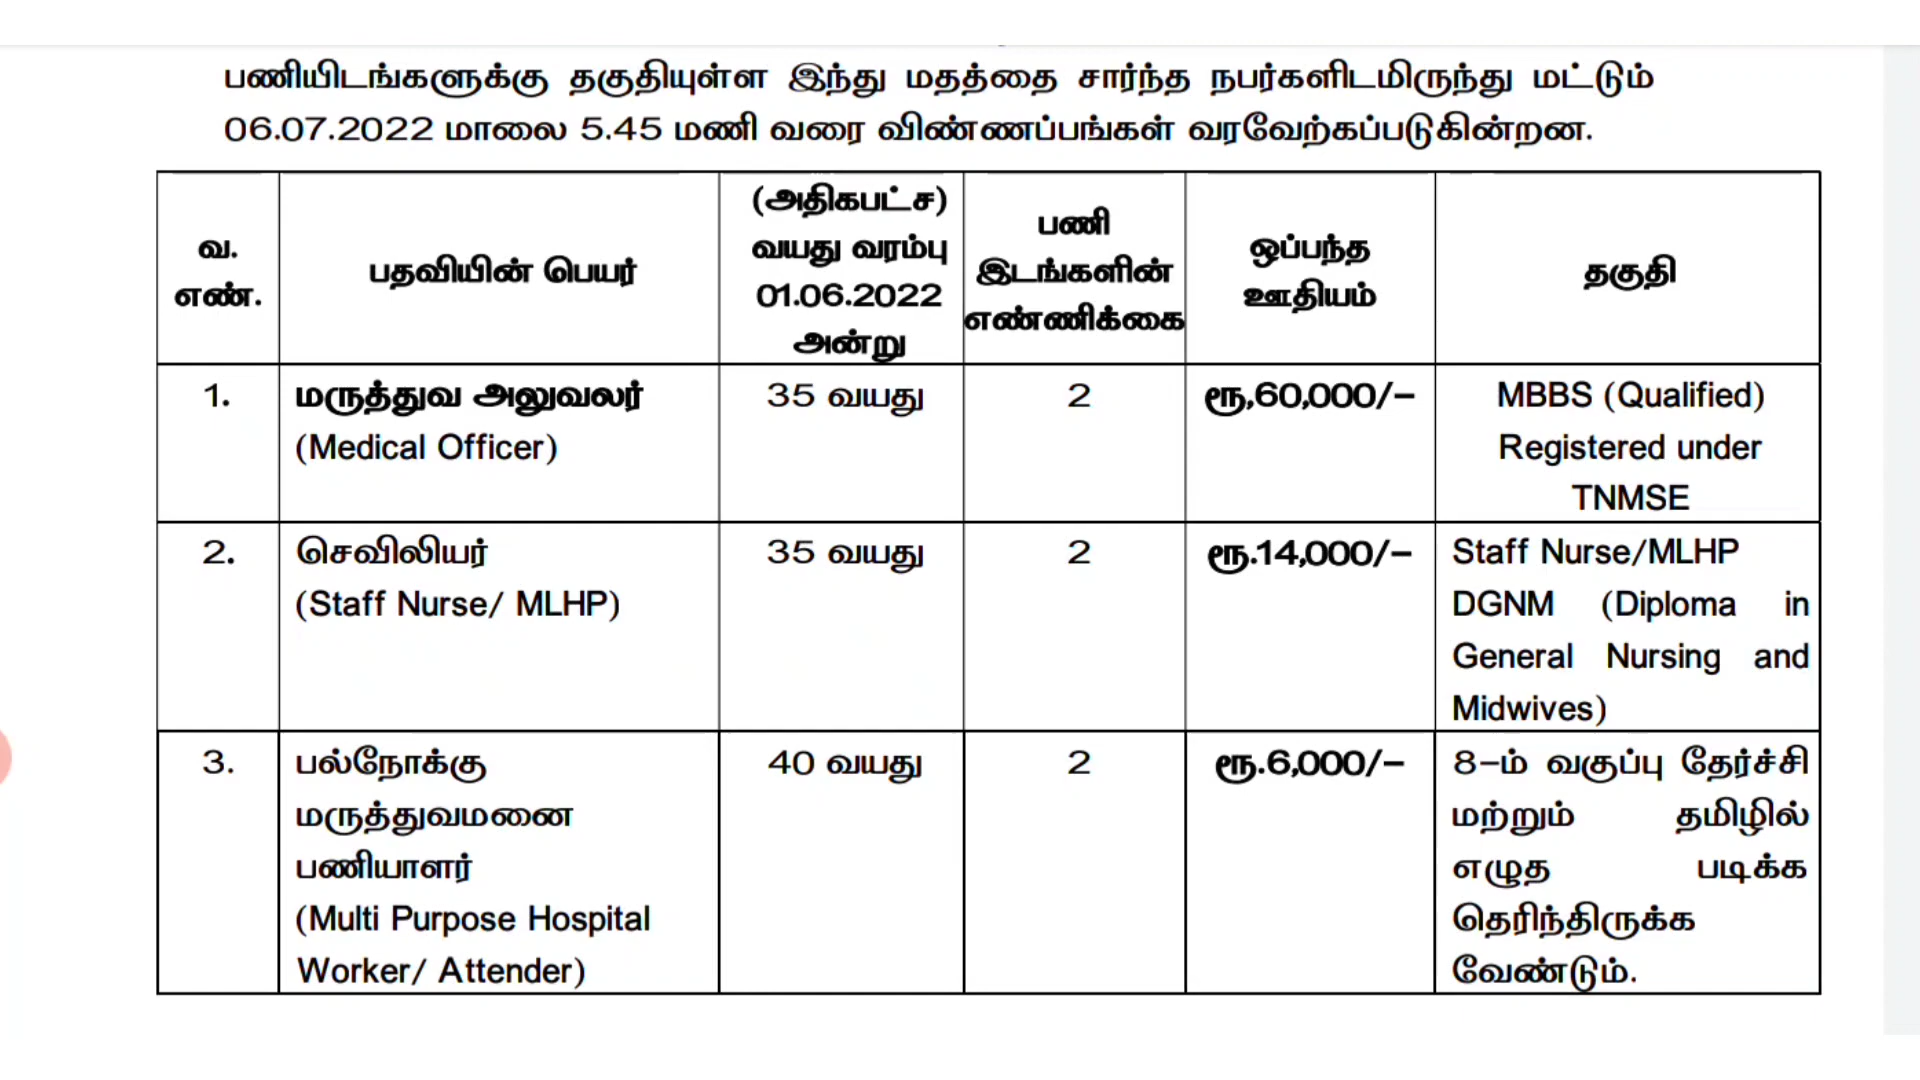 பணியிடங்களுக்கு தகுதியுள்ள இந்து மதத்தை சார்ந்த நபர்களிடமிருந்து மட்டும்
06.07.2022 மாலை 5.45 மணி வரை விண்ணப்பங்கள் வரவேற்கப்படுகின்றன.
வ.
எண்.
பதவியின் பெயர்
(அதிகபட்ச)
வயது வரம்பு
01.06.2022
அன்று
பணி
இடங்களின்
எண்ணிக்கை
ஒப்பந்த
ஊதியம்
தகுதி
1.
மருத்துவ அலுவலர்
(Medical Officer)
35 வயது
2
ரூ,60,000/–
MBBS (Qualified)
Registered under
TNMSE
2.
செவிலியர்
(Staff Nurse/ MLHP)
35 வயது
2
ரூ.14,000/–
Staff Nurse/MLHP
DGNM (Diploma in
General Nursing and
Midwives)
3.
பல்நோக்கு
மருத்துவமனை
பணியாளர்
(Multi Purpose Hospital
Worker/ Attender)
40 வயது
2
ரூ.6,000/–
8–ம் வகுப்பு தேர்ச்சி
மற்றும் தமிழில்
எழுத படிக்க
தெரிந்திருக்க
வேண்டும்.